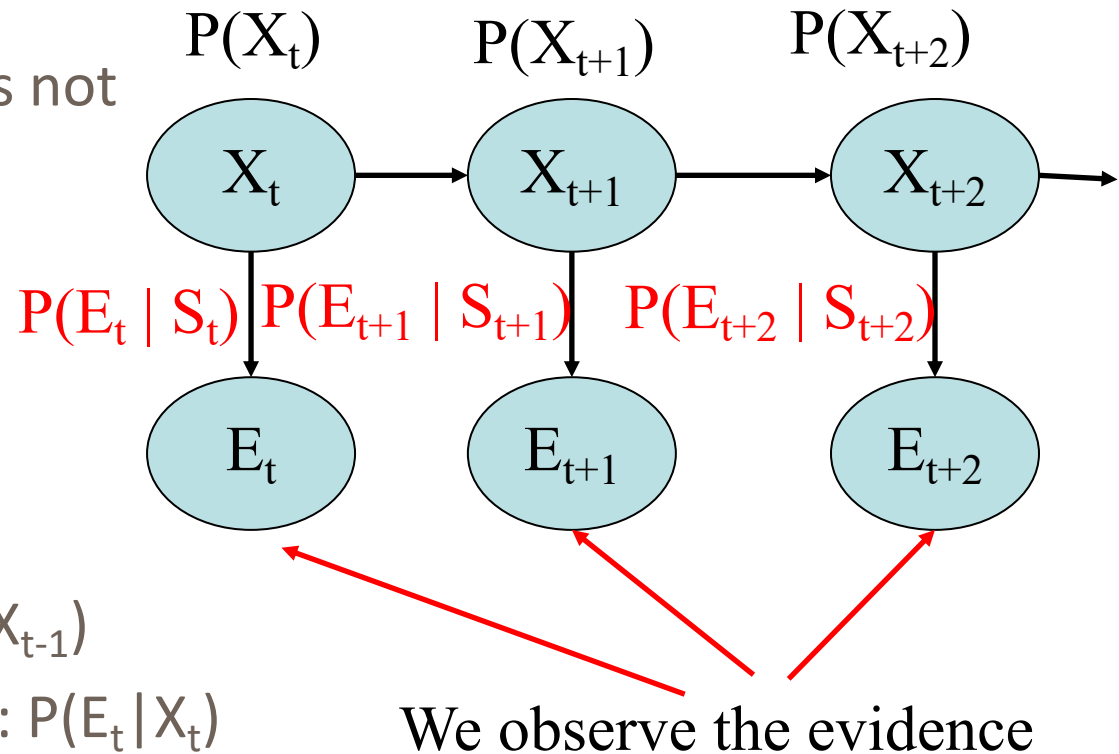 P(Xₜ) P(Xₜ₊₁) P(Xₜ₊₂)
s not
Xₜ Xₜ₊₁ Xₜ₊₂
P(Eₜ | Sₜ) P(Eₜ₊₁ | Sₜ₊₁) P(Eₜ₊₂ | Sₜ₊₂)
Eₜ Eₜ₊₁ Eₜ₊₂
Xₜ₋₁)
: P(Eₜ|Xₜ)
We observe the evidence